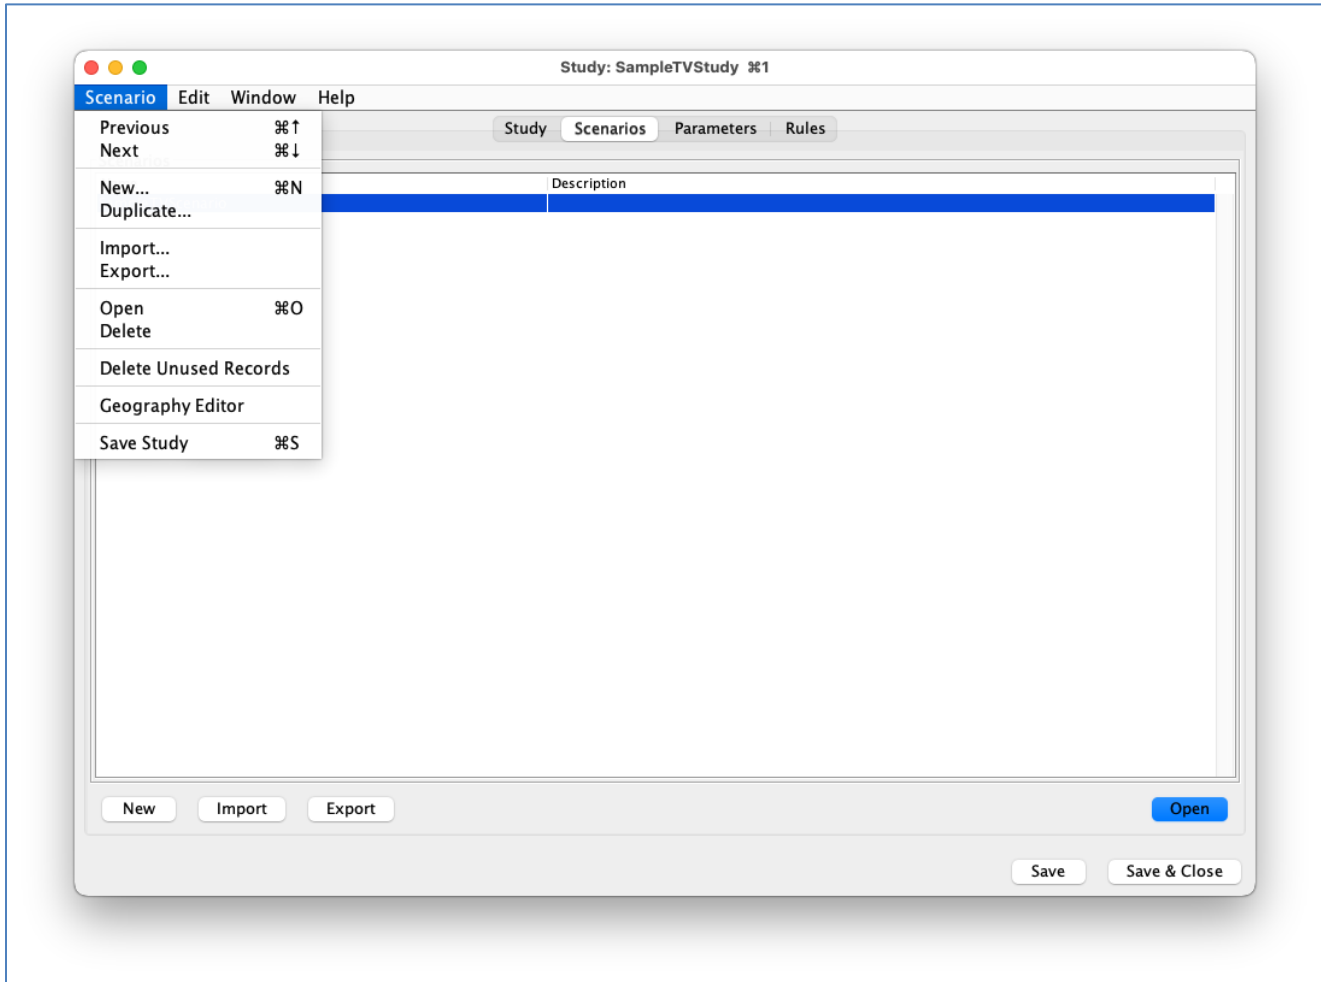 Study: SampleTVStudy ⌘1
Scenario Edit Window Help
Study Scenarios Parameters Rules
Previous ⌘↑
Next ⌘↓
New... ⌘N
Duplicate...
Import...
Export...
Open ⌘O
Delete
Delete Unused Records
Geography Editor
Save Study ⌘S
Description
New Import Export Open
Save Save & Close